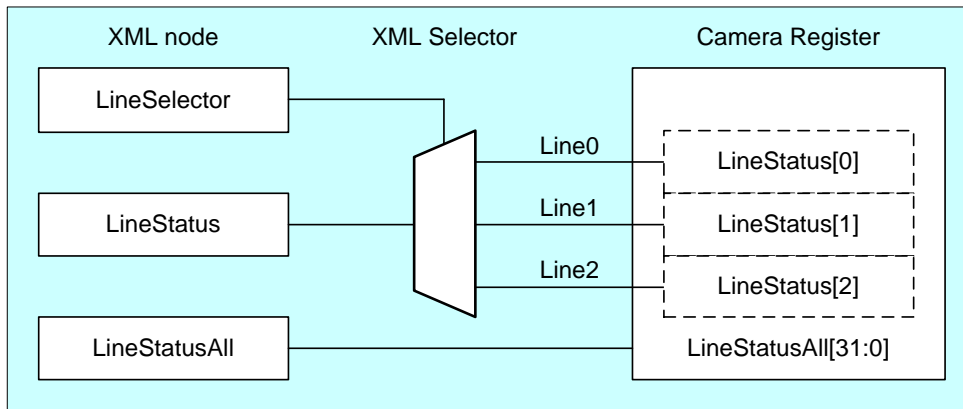 XML node
XML Selector
Camera Register
LineSelector
Line0
LineStatus[0]
LineStatus
Line1
LineStatus[1]
Line2
LineStatus[2]
LineStatusAll
LineStatusAll[31:0]